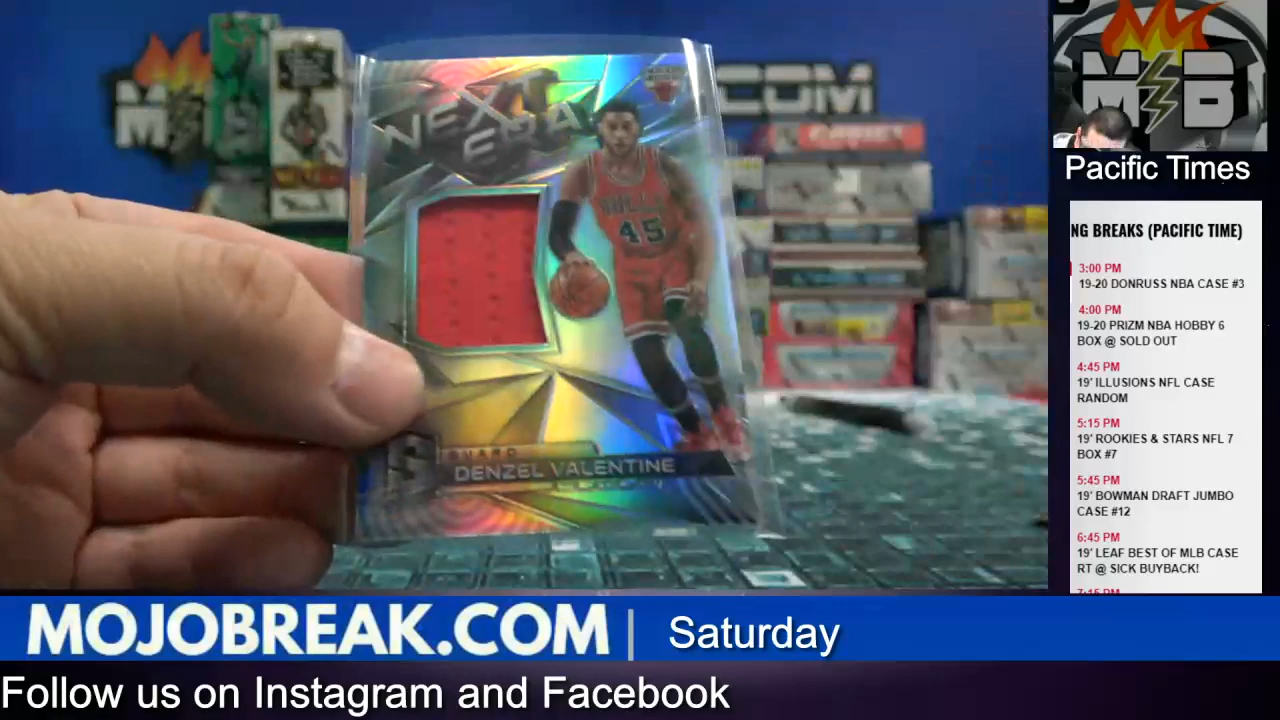 NEXT
ERA
BULLS
45
GUARD
DENZEL VALENTINE
.COM
M B
Pacific Times
NG BREAKS (PACIFIC TIME)
3:00 PM
19-20 DONRUSS NBA CASE #3
4:00 PM
19-20 PRIZM NBA HOBBY 6
BOX @ SOLD OUT
4:45 PM
19' ILLUSIONS NFL CASE
RANDOM
5:15 PM
19' ROOKIES & STARS NFL 7
BOX #7
5:45 PM
19' BOWMAN DRAFT JUMBO
CASE #12
6:45 PM
19' LEAF BEST OF MLB CASE
RT @ SICK BUYBACK!
7:15 PM
MOJOBREAK.COM | Saturday
Follow us on Instagram and Facebook